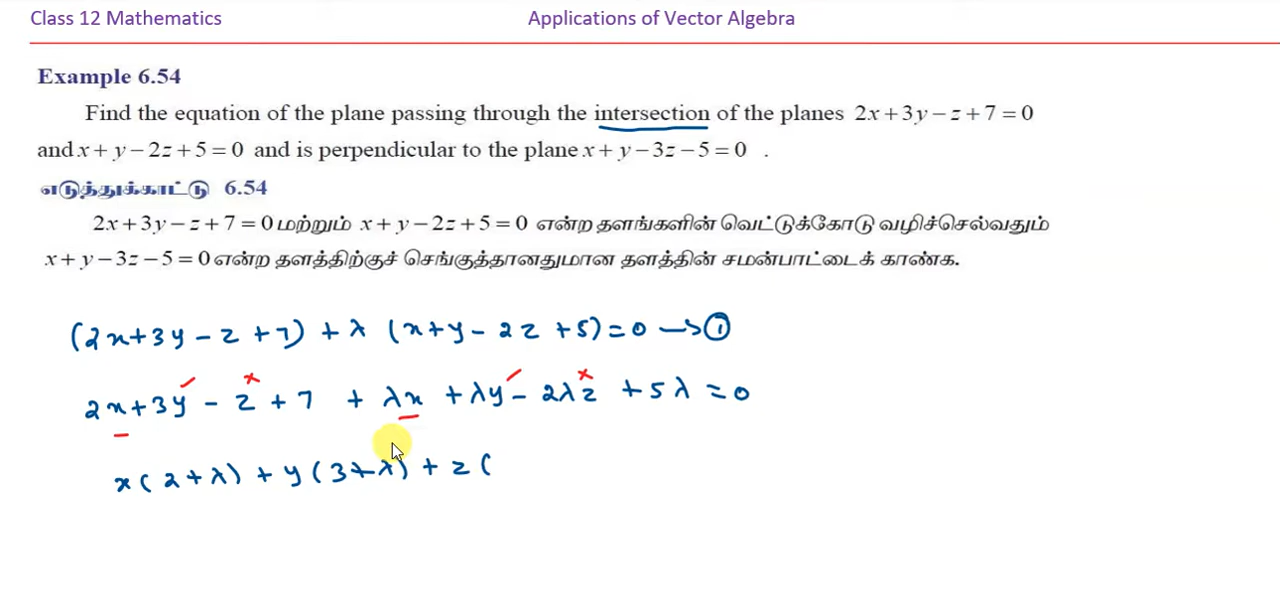 Class 12 Mathematics Applications of Vector Algebra
Example 6.54
Find the equation of the plane passing through the intersection of the planes 2x + 3y − z + 7 = 0
and x + y − 2z + 5 = 0 and is perpendicular to the plane x + y − 3z − 5 = 0 .
எடுத்துக்காட்டு 6.54
2x + 3y − z + 7 = 0 மற்றும் x + y − 2z + 5 = 0 என்ற தளங்களின் வெட்டுக்கோடு வழிச்செல்வதும்
x + y − 3z − 5 = 0 என்ற தளத்திற்குச் செங்குத்தானதுமான தளத்தின் சமன்பாட்டைக் காண்க.
(2x+3y − z + 7) + λ (x+y − 2z + 5) = 0 → ①
2x + 3y − z + 7 + λx + λy − 2λz + 5λ = 0
x(2+λ) + y(3+λ) + z(